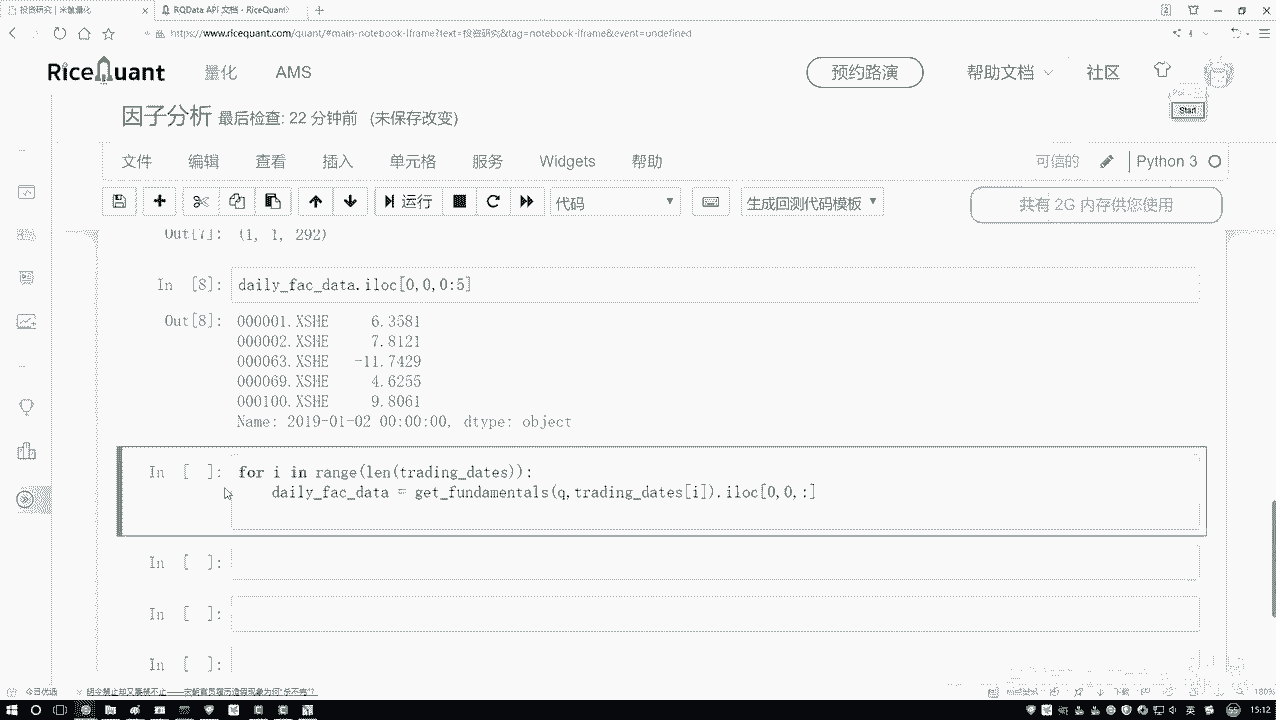 投资研究 | 米筐量化
RQData API 文档 · RiceQuant
https://www.ricequant.com/quant/#main-notebook-iframe?text=投资研究&tag=notebook-iframe&event=undefined
RiceQuant 量化 AMS 预约路演 帮助文档 社区
Start
因子分析 最后检查: 22 分钟前 (未保存改变)
文件 编辑 查看 插入 单元格 服务 Widgets 帮助 可信的 Python 3
运行 代码 生成回测代码模板 共有 2G 内存供您使用
Out[7]: (1, 1, 292)
In [8]: daily_fac_data.iloc[0,0,0:5]
Out[8]: 000001.XSHE 6.3581
000002.XSHE 7.8121
000063.XSHE -11.7429
000069.XSHE 4.6255
000100.XSHE 9.8061
Name: 2019-01-02 00:00:00, dtype: object
In [ ]: for i in range(len(trading_dates)):
daily_fac_data = get_fundamentals(q,trading_dates[i]).iloc[0,0,:]
In [ ]:
In [ ]:
In [ ]:
今日优选
180%
英
15:12